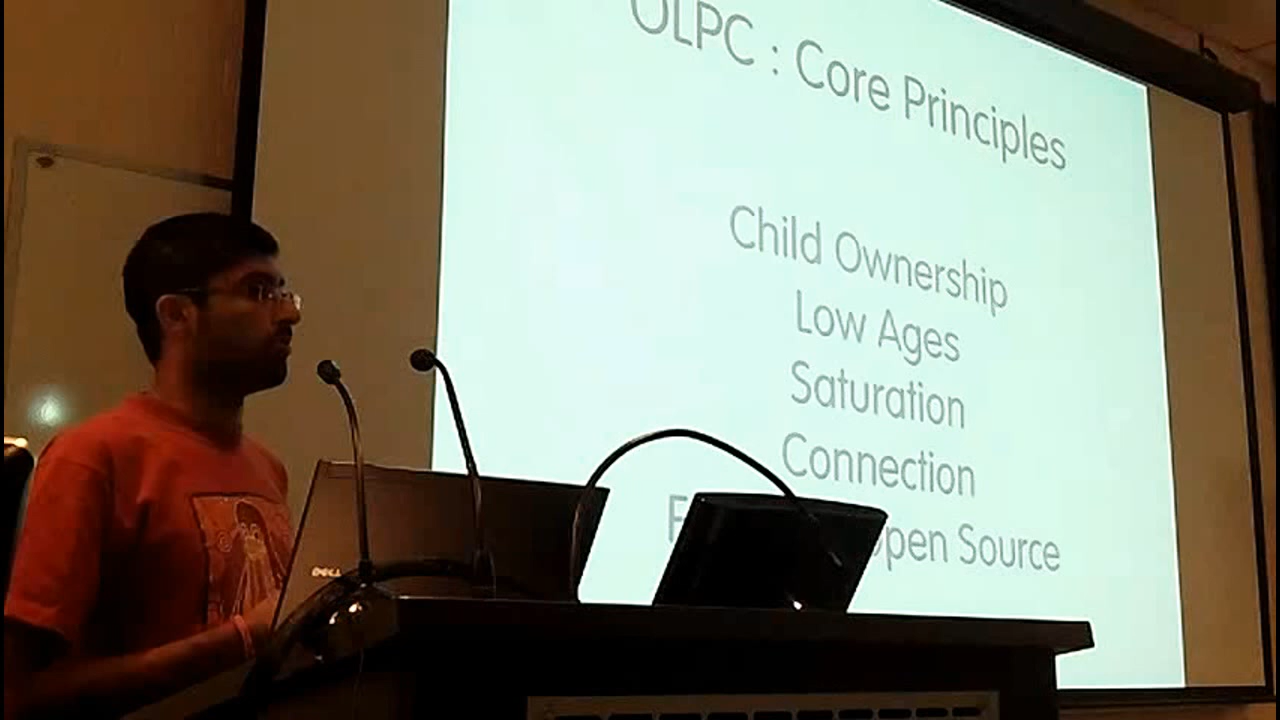 OLPC : Core Principles
Child Ownership
Low Ages
Saturation
Connection
Open Source
DELL